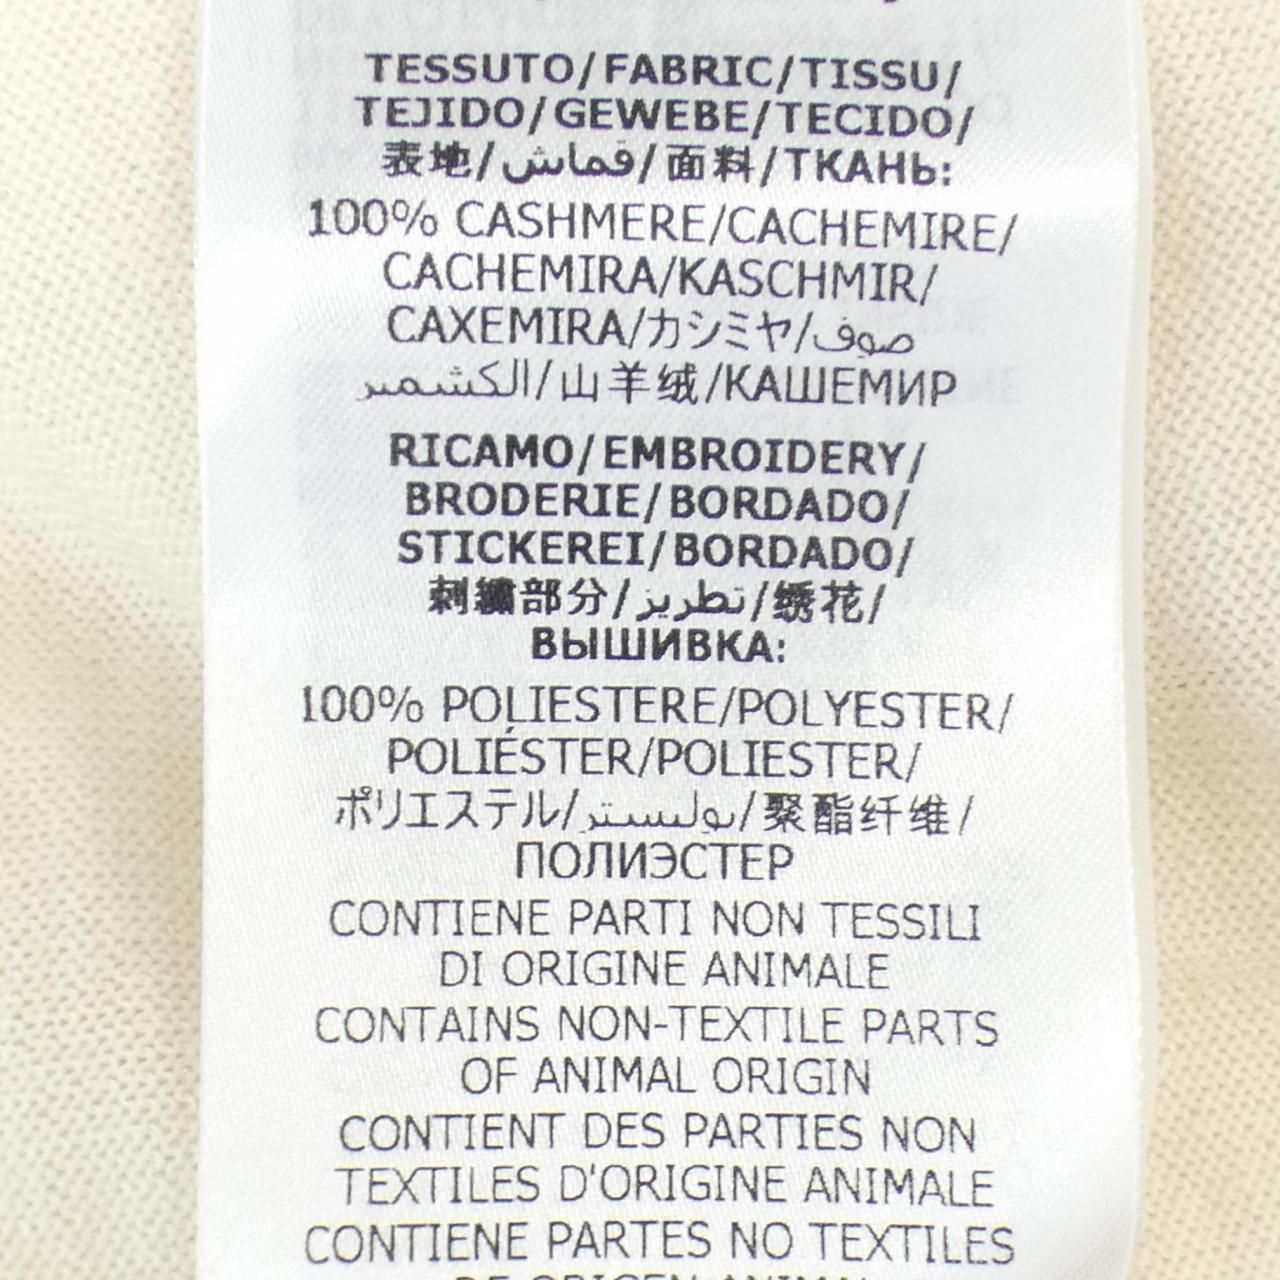 TESSUTO/FABRIC/TISSU/
TEJIDO/GEWEBE/TECIDO/
表地/قماش/面料/ТКАНЬ:
100% CASHMERE/CACHEMIRE/
CACHEMIRA/KASCHMIR/
CAXEMIRA/カシミヤ/صوف
الكشمير/山羊绒/КАШЕМИР
RICAMO/EMBROIDERY/
BRODERIE/BORDADO/
STICKEREI/BORDADO/
刺繍部分/تطريز/绣花/
ВЫШИВКА:
100% POLIESTERE/POLYESTER/
POLIÉSTER/POLIESTER/
ポリエステル/بوليستر/聚酯纤维/
ПОЛИЭСТЕР
CONTIENE PARTI NON TESSILI
DI ORIGINE ANIMALE
CONTAINS NON-TEXTILE PARTS
OF ANIMAL ORIGIN
CONTIENT DES PARTIES NON
TEXTILES D'ORIGINE ANIMALE
CONTIENE PARTES NO TEXTILES
DE ORIGEN ANIMAL